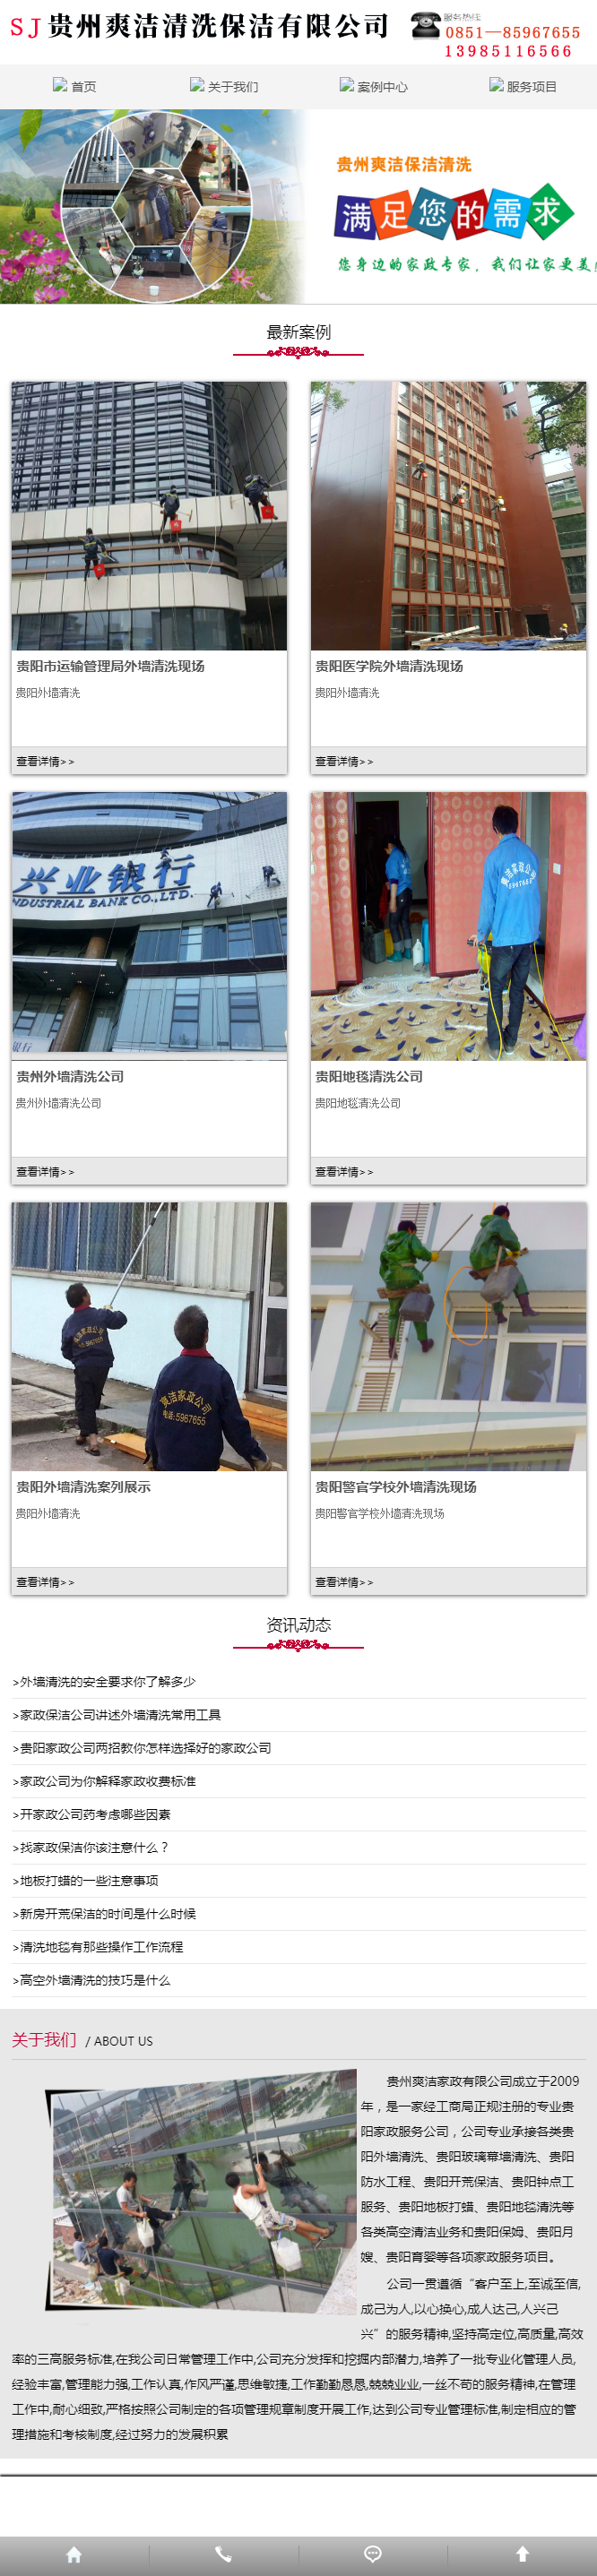 SJ 贵州爽洁清洗保洁有限公司
服务热线
0851—85967655
13985116566
首页 关于我们 案例中心 服务项目
贵州爽洁保洁清洗
满足您的需求
您身边的家政专家，我们让家更美
最新案例
贵阳市运输管理局外墙清洗现场
贵阳外墙清洗
查看详情>>
贵阳医学院外墙清洗现场
贵阳外墙清洗
查看详情>>
兴业银行
INDUSTRIAL BANK CO.,LTD.
银行
贵州外墙清洗公司
贵州外墙清洗公司
查看详情>>
爽洁家政公司
5967655
贵阳地毯清洗公司
贵阳地毯清洗公司
查看详情>>
爽洁家政公司
爽洁家政公司
电话:5967655
贵阳外墙清洗案列展示
贵阳外墙清洗
查看详情>>
贵阳警官学校外墙清洗现场
贵阳警官学校外墙清洗现场
查看详情>>
资讯动态
>外墙清洗的安全要求你了解多少
>家政保洁公司讲述外墙清洗常用工具
>贵阳家政公司两招教你怎样选择好的家政公司
>家政公司为你解释家政收费标准
>开家政公司药考虑哪些因素
>找家政保洁你该注意什么？
>地板打蜡的一些注意事项
>新房开荒保洁的时间是什么时候
>清洗地毯有那些操作工作流程
>高空外墙清洗的技巧是什么
关于我们 / ABOUT US
贵州爽洁家政有限公司成立于2009
年，是一家经工商局正规注册的专业贵
阳家政服务公司，公司专业承接各类贵
阳外墙清洗、贵阳玻璃幕墙清洗、贵阳
防水工程、贵阳开荒保洁、贵阳钟点工
服务、贵阳地板打蜡、贵阳地毯清洗等
各类高空清洁业务和贵阳保姆、贵阳月
嫂、贵阳育婴等各项家政服务项目。
公司一贯遵循“客户至上,至诚至信,
成己为人,以心换心,成人达己,人兴己
兴”的服务精神,坚持高定位,高质量,高效
率的三高服务标准,在我公司日常管理工作中,公司充分发挥和挖掘内部潜力,培养了一批专业化管理人员,
经验丰富,管理能力强,工作认真,作风严谨,思维敏捷,工作勤勤恳恳,兢兢业业,一丝不苟的服务精神,在管理
工作中,耐心细致,严格按照公司制定的各项管理规章制度开展工作,达到公司专业管理标准,制定相应的管
理措施和考核制度,经过努力的发展积累